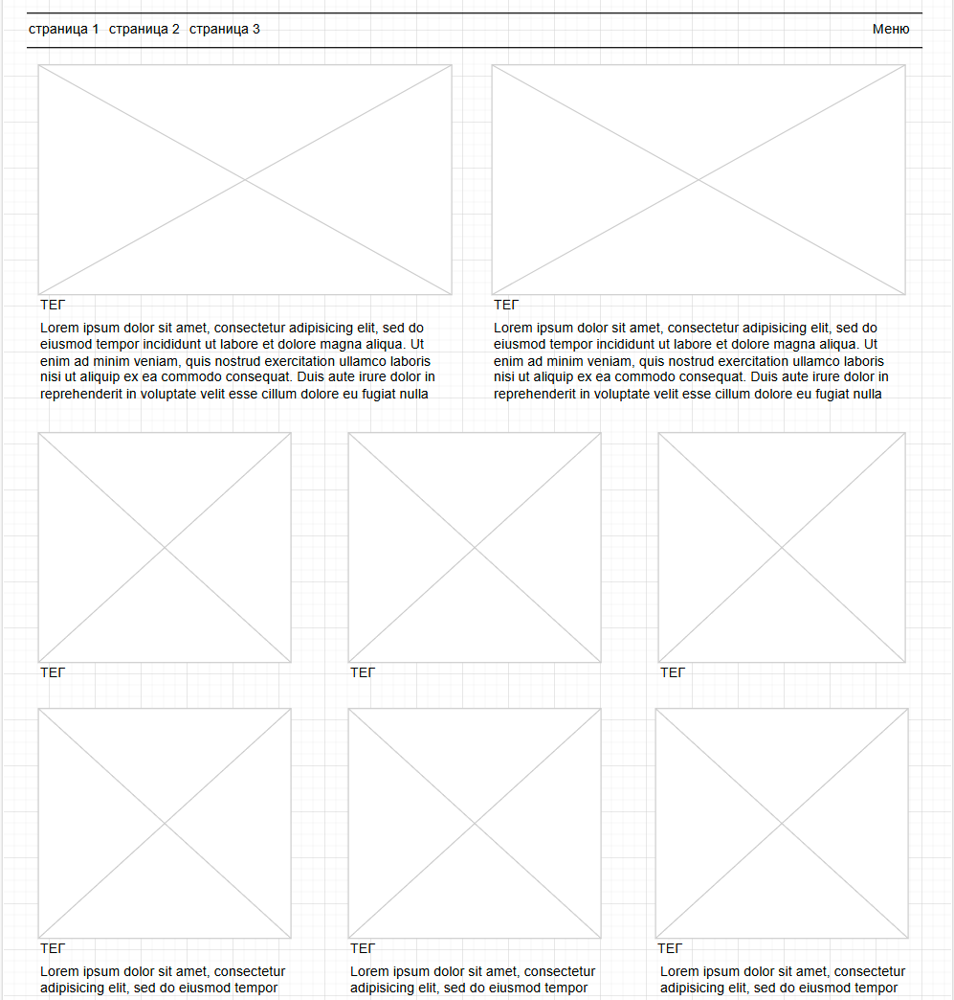 страница 1 страница 2 страница 3 Меню
ТЕГ
Lorem ipsum dolor sit amet, consectetur adipisicing elit, sed do
eiusmod tempor incididunt ut labore et dolore magna aliqua. Ut
enim ad minim veniam, quis nostrud exercitation ullamco laboris
nisi ut aliquip ex ea commodo consequat. Duis aute irure dolor in
reprehenderit in voluptate velit esse cillum dolore eu fugiat nulla
ТЕГ
Lorem ipsum dolor sit amet, consectetur adipisicing elit, sed do
eiusmod tempor incididunt ut labore et dolore magna aliqua. Ut
enim ad minim veniam, quis nostrud exercitation ullamco laboris
nisi ut aliquip ex ea commodo consequat. Duis aute irure dolor in
reprehenderit in voluptate velit esse cillum dolore eu fugiat nulla
ТЕГ
ТЕГ
ТЕГ
ТЕГ
Lorem ipsum dolor sit amet, consectetur
adipisicing elit, sed do eiusmod tempor
ТЕГ
Lorem ipsum dolor sit amet, consectetur
adipisicing elit, sed do eiusmod tempor
ТЕГ
Lorem ipsum dolor sit amet, consectetur
adipisicing elit, sed do eiusmod tempor